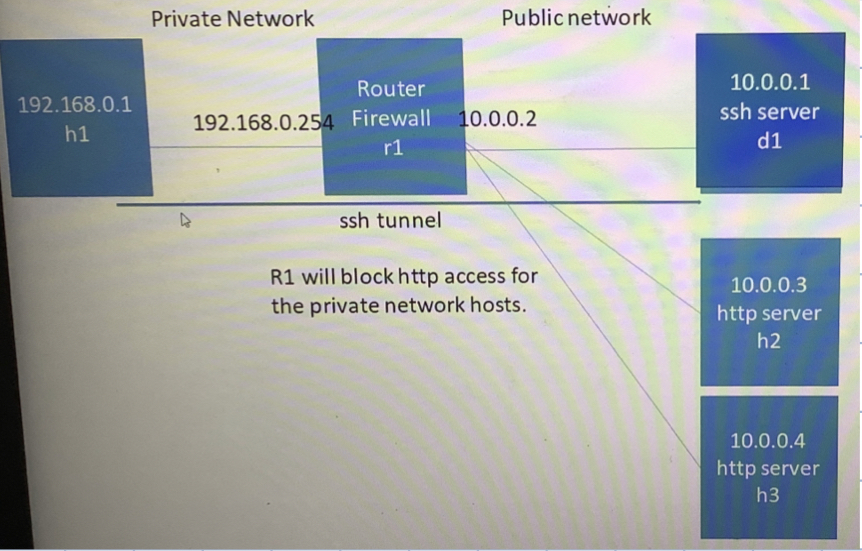 Private Network
Public network
192.168.0.1
h1
192.168.0.254
Router
Firewall
r1
10.0.0.2
10.0.0.1
ssh server
d1
ssh tunnel
R1 will block http access for
the private network hosts.
10.0.0.3
http server
h2
10.0.0.4
http server
h3